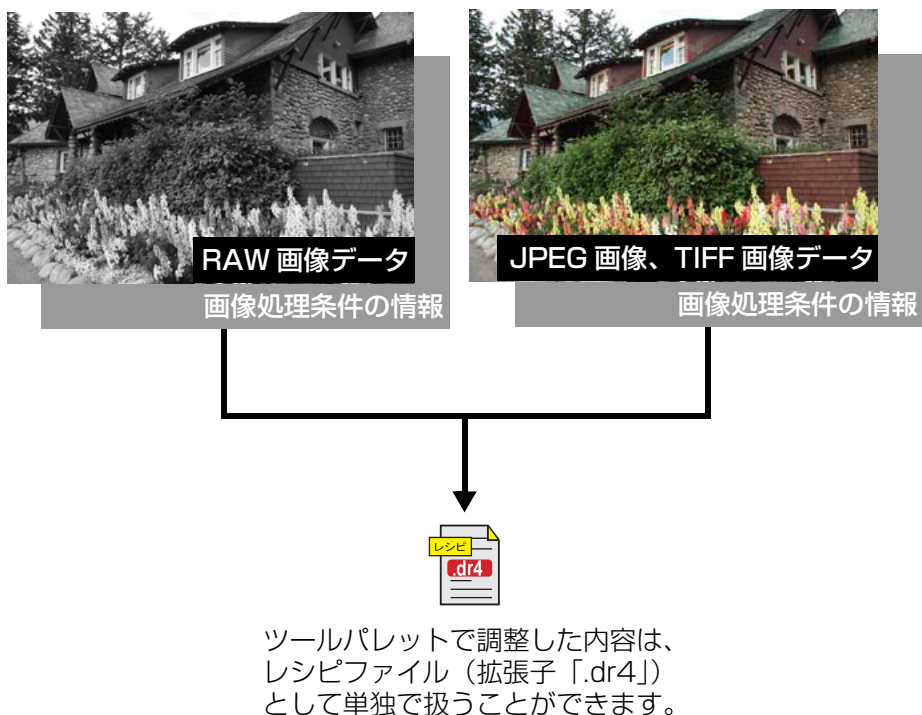 RAW 画像データ
画像処理条件の情報
JPEG 画像、TIFF 画像データ
画像処理条件の情報
レシピ
.dr4
ツールパレットで調整した内容は、
レシピファイル（拡張子「.dr4」）
として単独で扱うことができます。